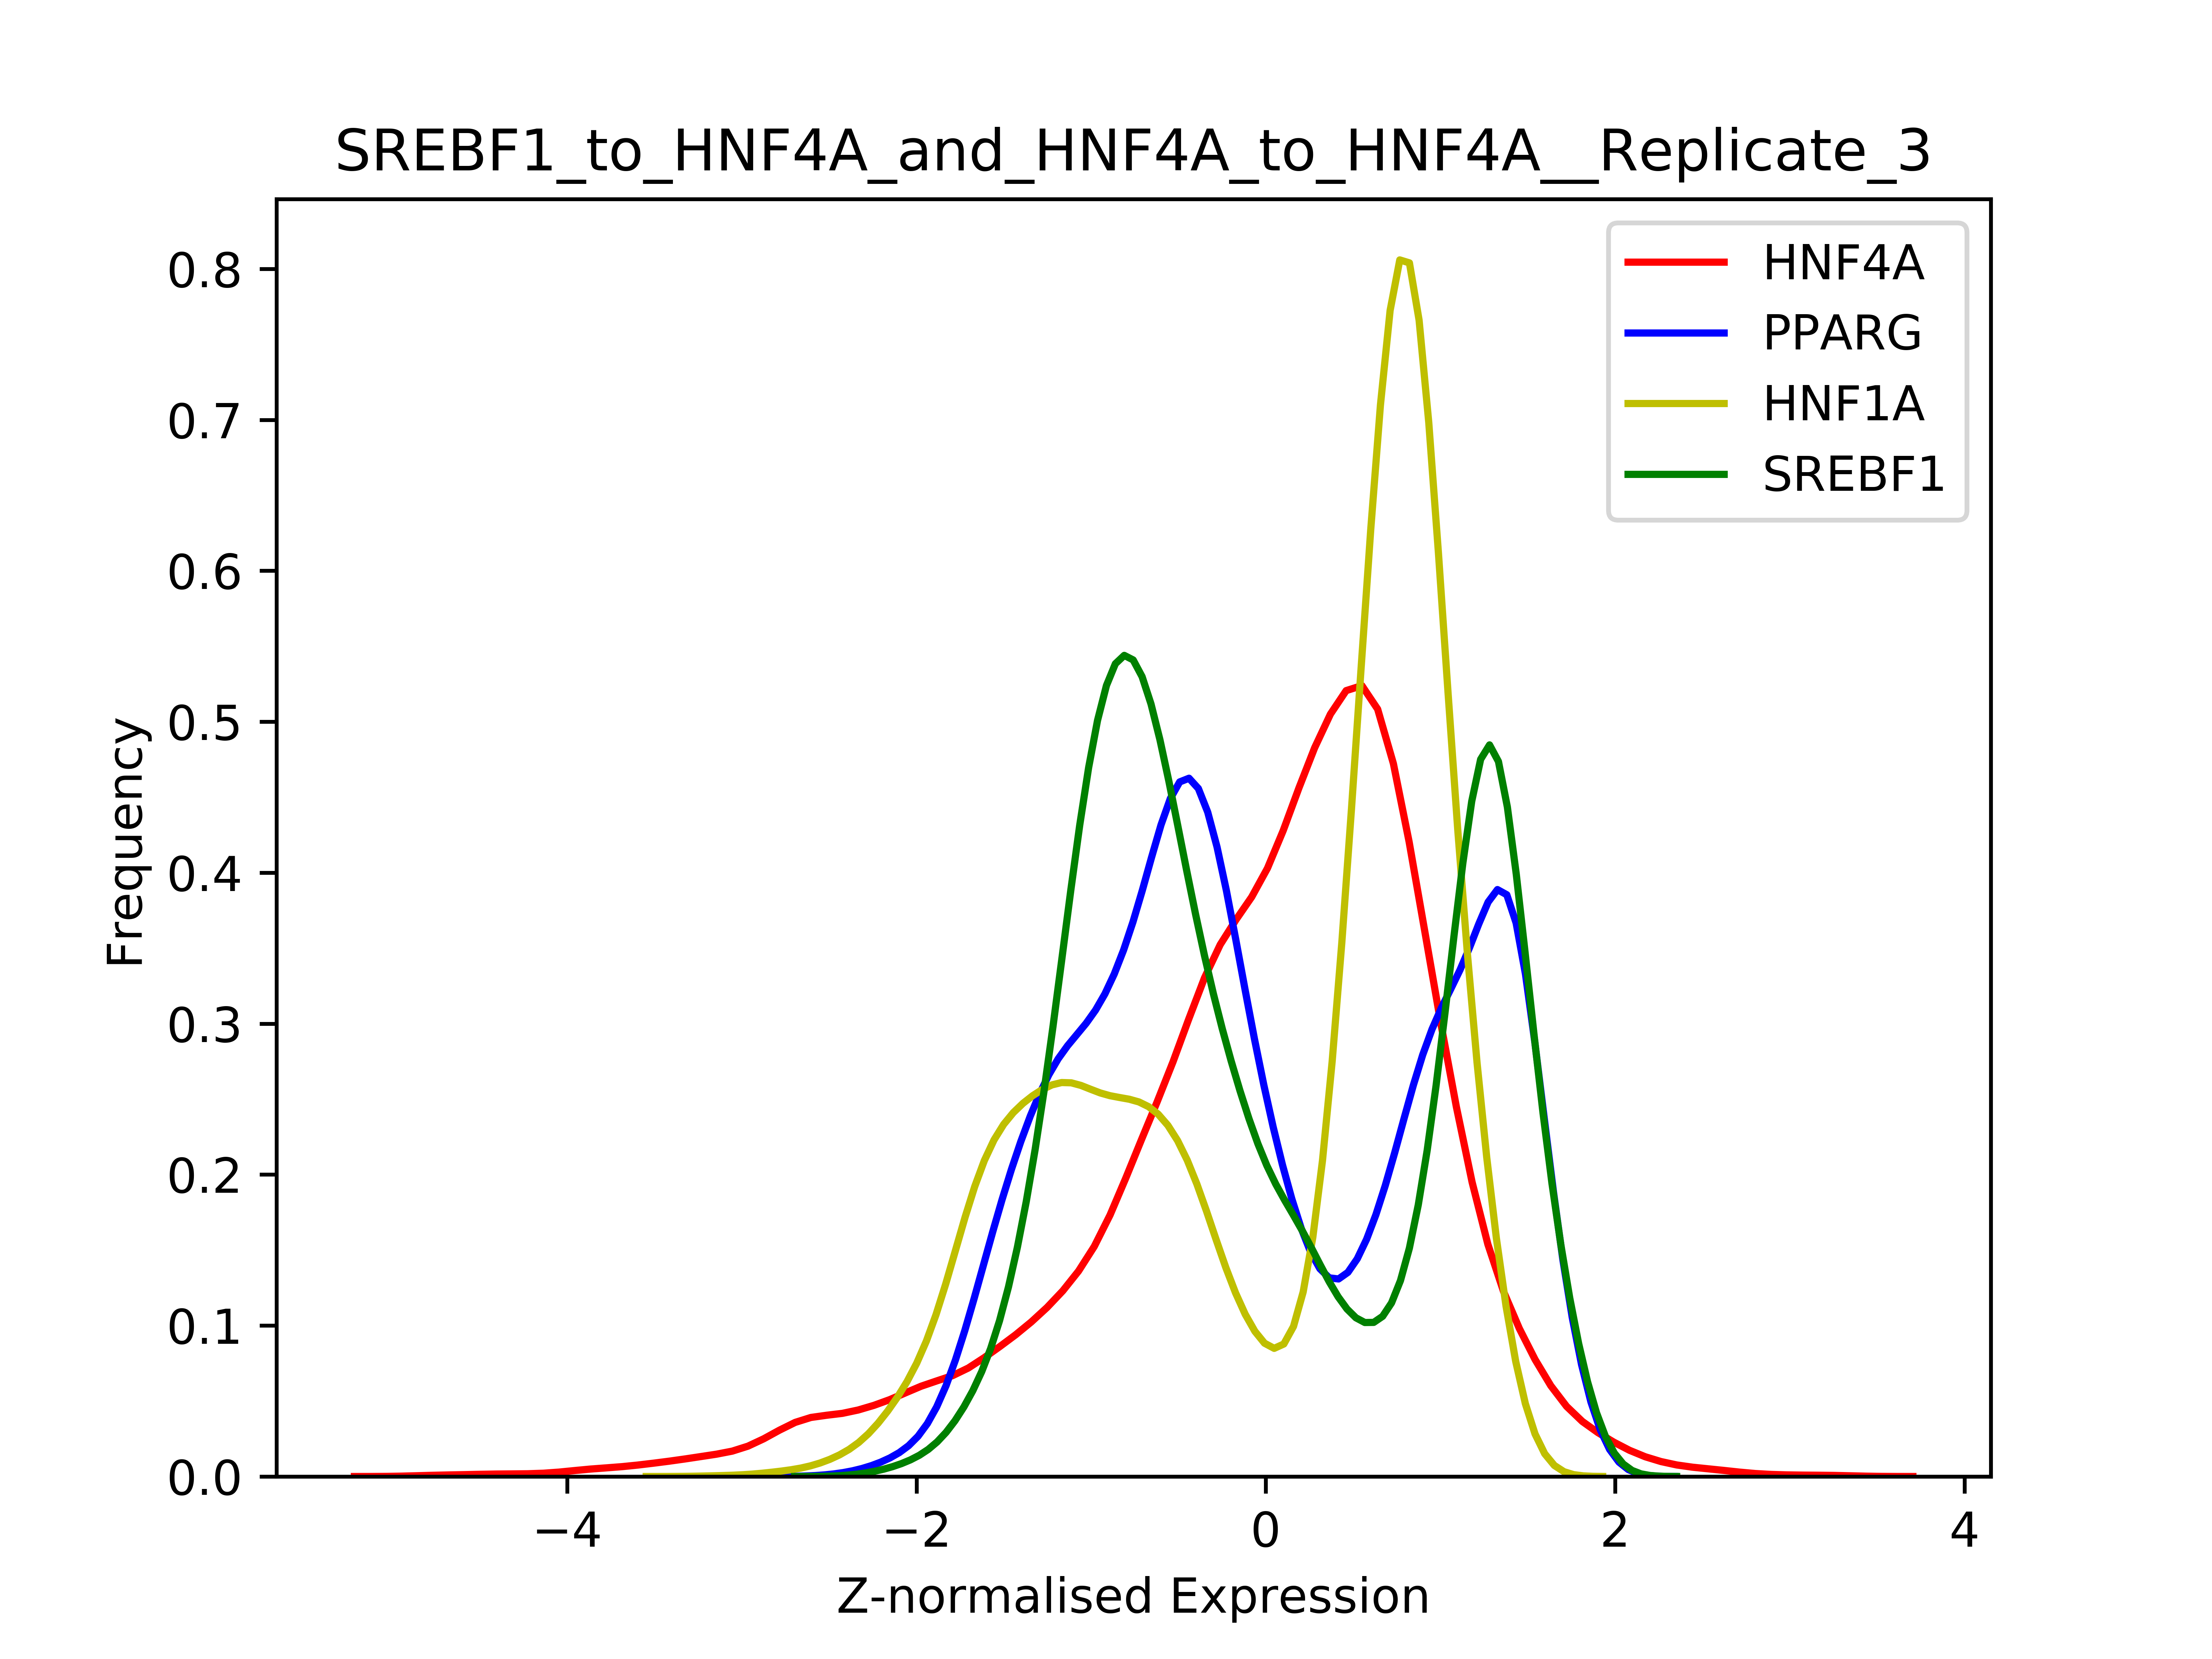 SREBF1_to_HNF4A_and_HNF4A_to_HNF4A__Replicate_3
HNF4A
PPARG
HNF1A
SREBF1
0.8
0.7
0.6
0.5
0.4
0.3
0.2
0.1
0.0
Frequency
−4 −2 0 2 4
Z-normalised Expression